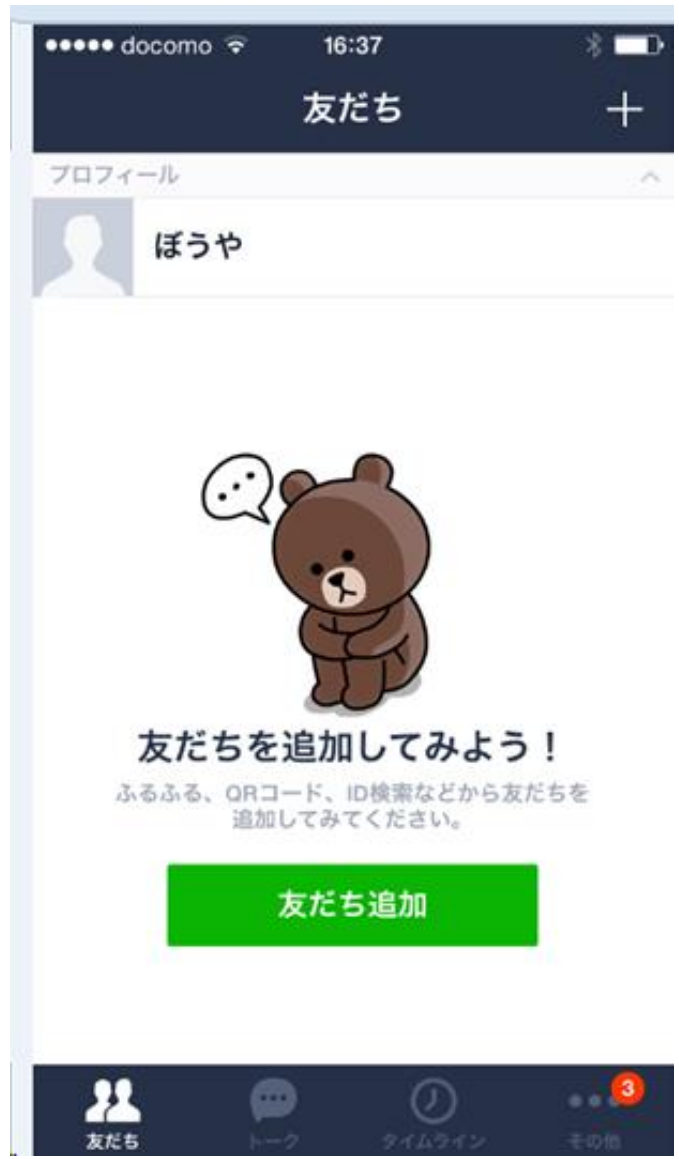 docomo 16:37
友だち
プロフィール
ぼうや
友だちを追加してみよう！
ふるふる、QRコード、ID検索などから友だちを
追加してみてください。
友だち追加
3
友だち トーク タイムライン その他